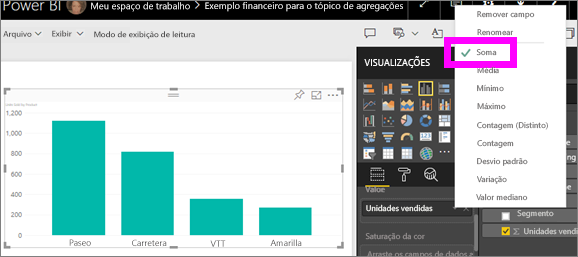 Power BI Meu espaço de trabalho > Exemplo financeiro para o tópico de agregações
Arquivo Exibir Modo de exibição de leitura
Remover campo
Renomear
Soma
Média
Mínimo
Máximo
Contagem (Distinto)
Contagem
Desvio padrão
Variação
Valor mediano
VISUALIZAÇÕES
1,200
1,000
800
600
400
200
0
Paseo Carretera VTT Amarilla
Value
Unidades vendidas
Saturação da cor
Arraste os campos de dados
Segmento
Σ Unidades vendi